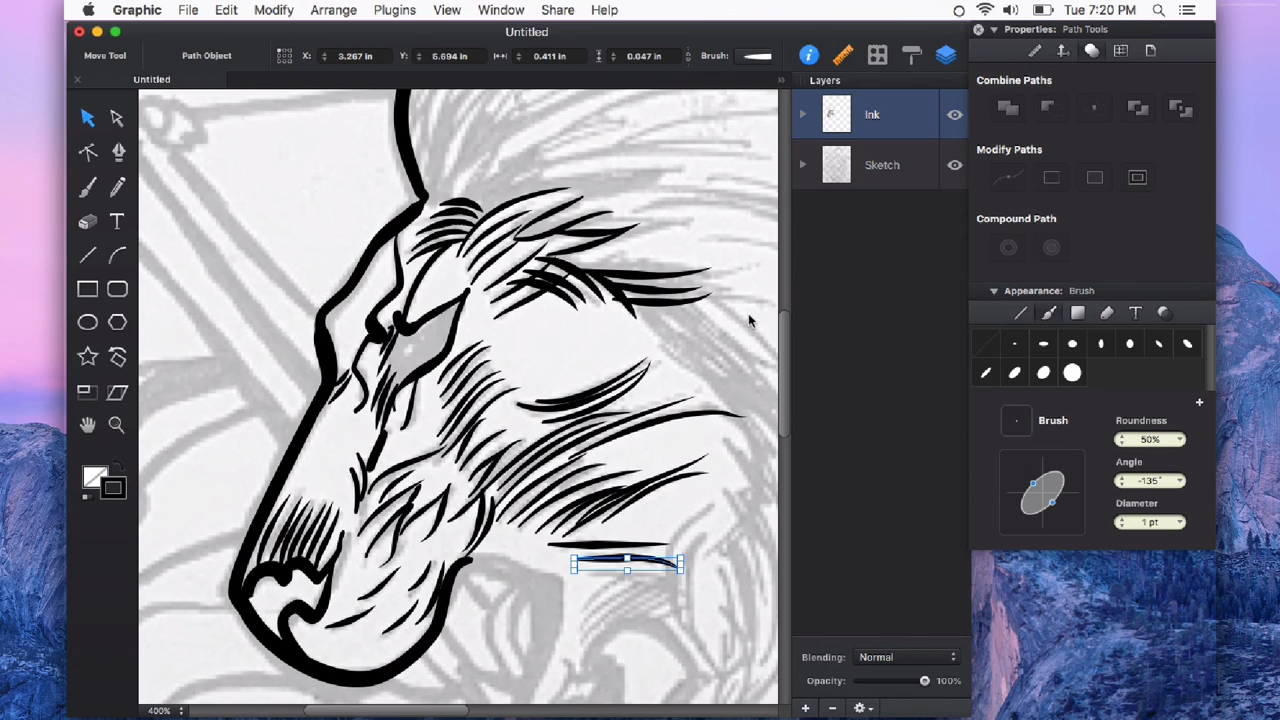 Graphic File Edit Modify Arrange Plugins View Window Share Help Tue 7:20 PM
Untitled
Properties: Path Tools
Move Tool Path Object X: 3.267 in Y: 5.694 in 0.411 in 0.047 in Brush:
Untitled
Layers
Combine Paths
Ink
Modify Paths
Sketch
Compound Path
Appearance: Brush
Brush
Roundness
50%
Angle
-135°
Diameter
1 pt
Blending: Normal
Opacity: 100%
400%